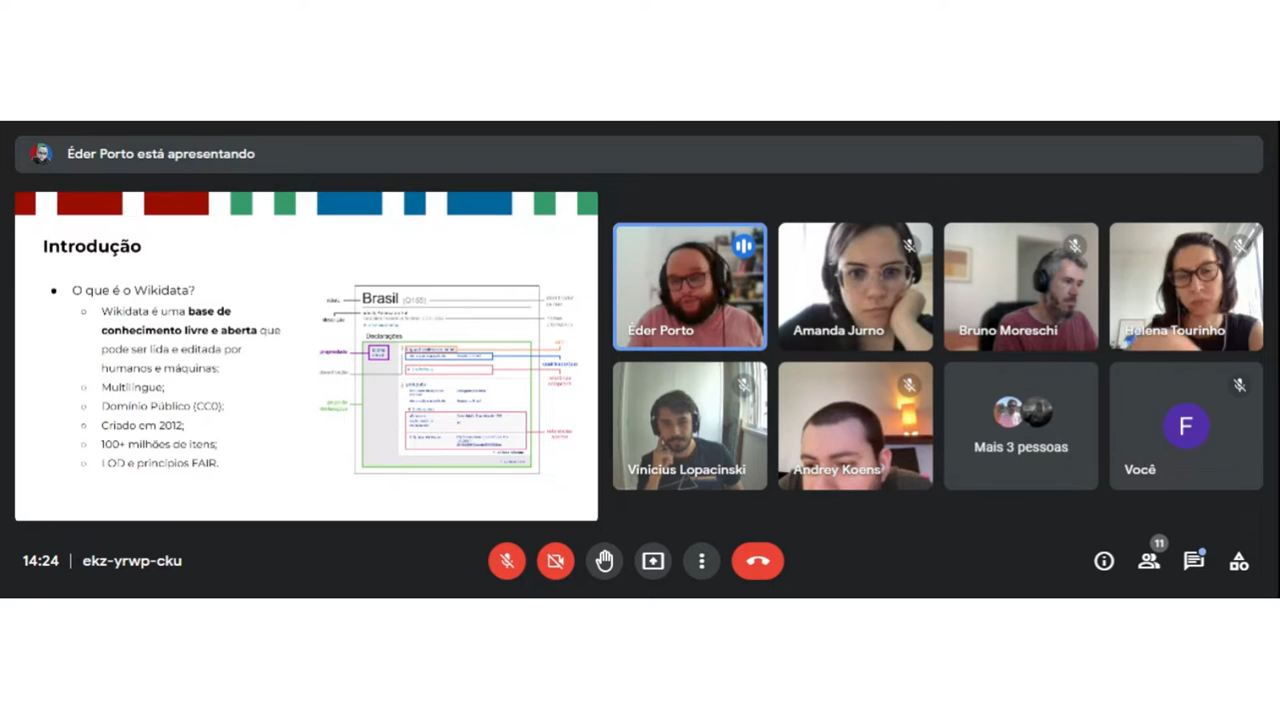 Éder Porto está apresentando
Introdução
O que é o Wikidata?
Wikidata é uma base de
conhecimento livre e aberta que
pode ser lida e editada por
humanos e máquinas;
Multilíngue;
Domínio Público (CC0);
Criado em 2012;
100+ milhões de itens;
LOD e princípios FAIR.
Brasil (Q155)
Declarações
propriedade
Éder Porto
Amanda Jurno
Bruno Moreschi
Helena Tourinho
Vinicius Lopacinski
Andrey Koens
Mais 3 pessoas
F
Você
14:24 | ekz-yrwp-cku
11